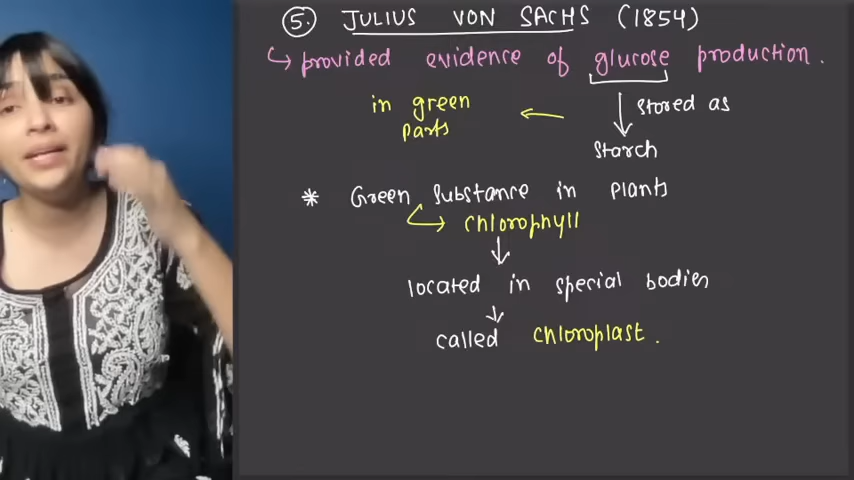 5. JULIUS VON SACHS (1854)
↳ provided evidence of glucose production.
in green ← ↓ stored as
parts
starch
* Green substance in plants
↳ chlorophyll
↓
located in special bodies
↓
called chloroplast.